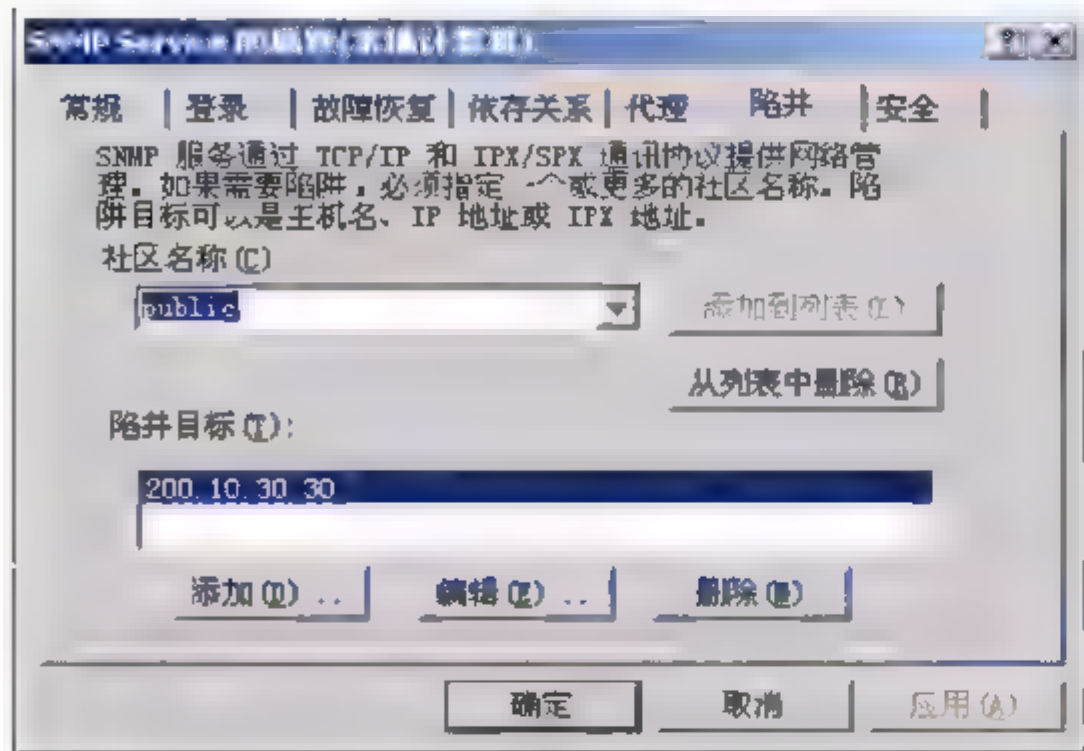 SNMP Service 的属性(本地计算机)
常规 登录 故障恢复 依存关系 代理 陷井 安全
SNMP 服务通过 TCP/IP 和 IPX/SPX 通讯协议提供网络管
理。如果需要陷阱，必须指定一个或更多的社区名称。陷
阱目标可以是主机名、IP 地址或 IPX 地址。
社区名称(C)
public
添加到列表(L)
从列表中删除(R)
陷井目标(T):
200.10.30.30
添加(D)...
编辑(E)...
删除(M)
确定
取消
应用(A)